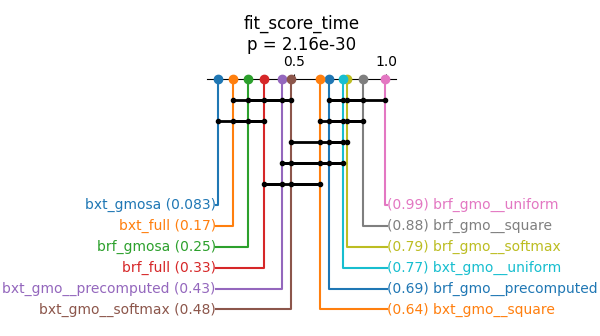 fit_score_time
p = 2.16e-30
0.5 1.0
bxt_gmosa (0.083) (0.99) brf_gmo__uniform
bxt_full (0.17) (0.88) brf_gmo__square
brf_gmosa (0.25) (0.79) brf_gmo__softmax
brf_full (0.33) (0.77) bxt_gmo__uniform
bxt_gmo__precomputed (0.43) (0.69) brf_gmo__precomputed
bxt_gmo__softmax (0.48) (0.64) bxt_gmo__square